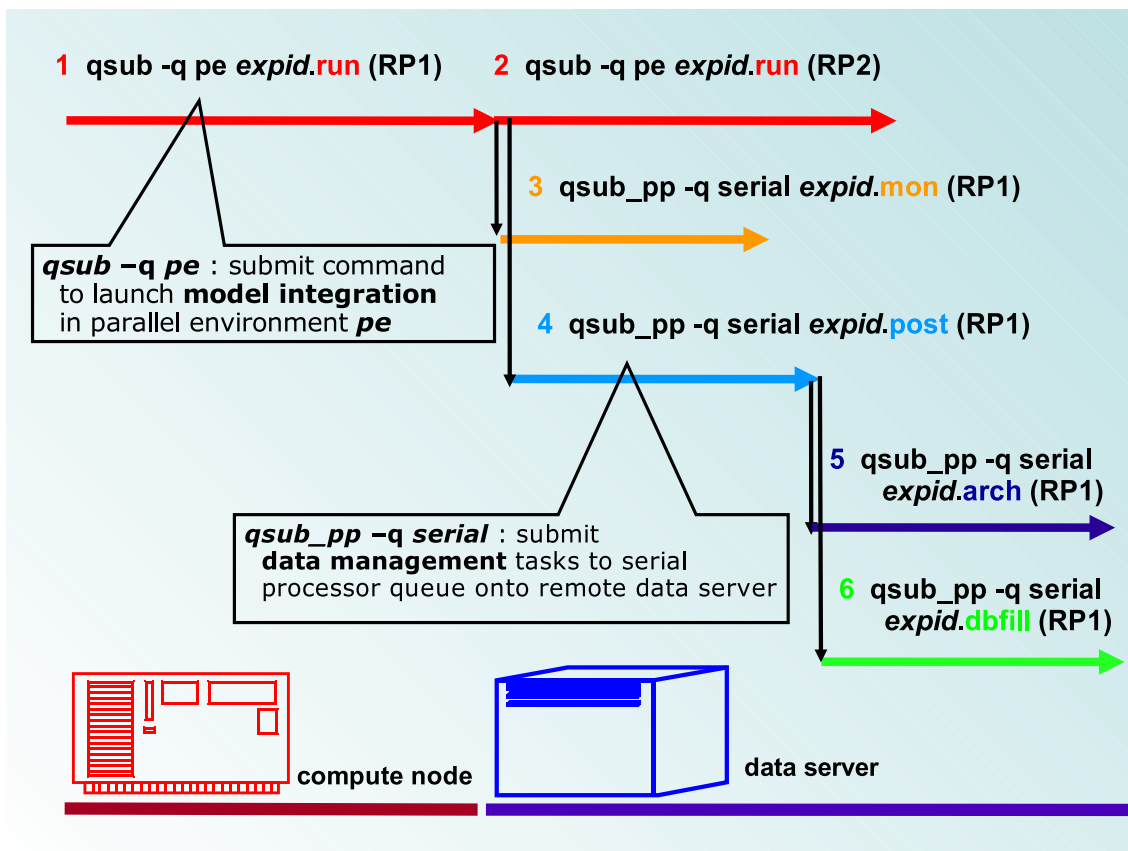 1 qsub -q pe expid.run (RP1)
2 qsub -q pe expid.run (RP2)
3 qsub_pp -q serial expid.mon (RP1)
qsub –q pe : submit command
to launch model integration
in parallel environment pe
4 qsub_pp -q serial expid.post (RP1)
5 qsub_pp -q serial
expid.arch (RP1)
qsub_pp –q serial : submit
data management tasks to serial
processor queue onto remote data server
6 qsub_pp -q serial
expid.dbfill (RP1)
compute node
data server